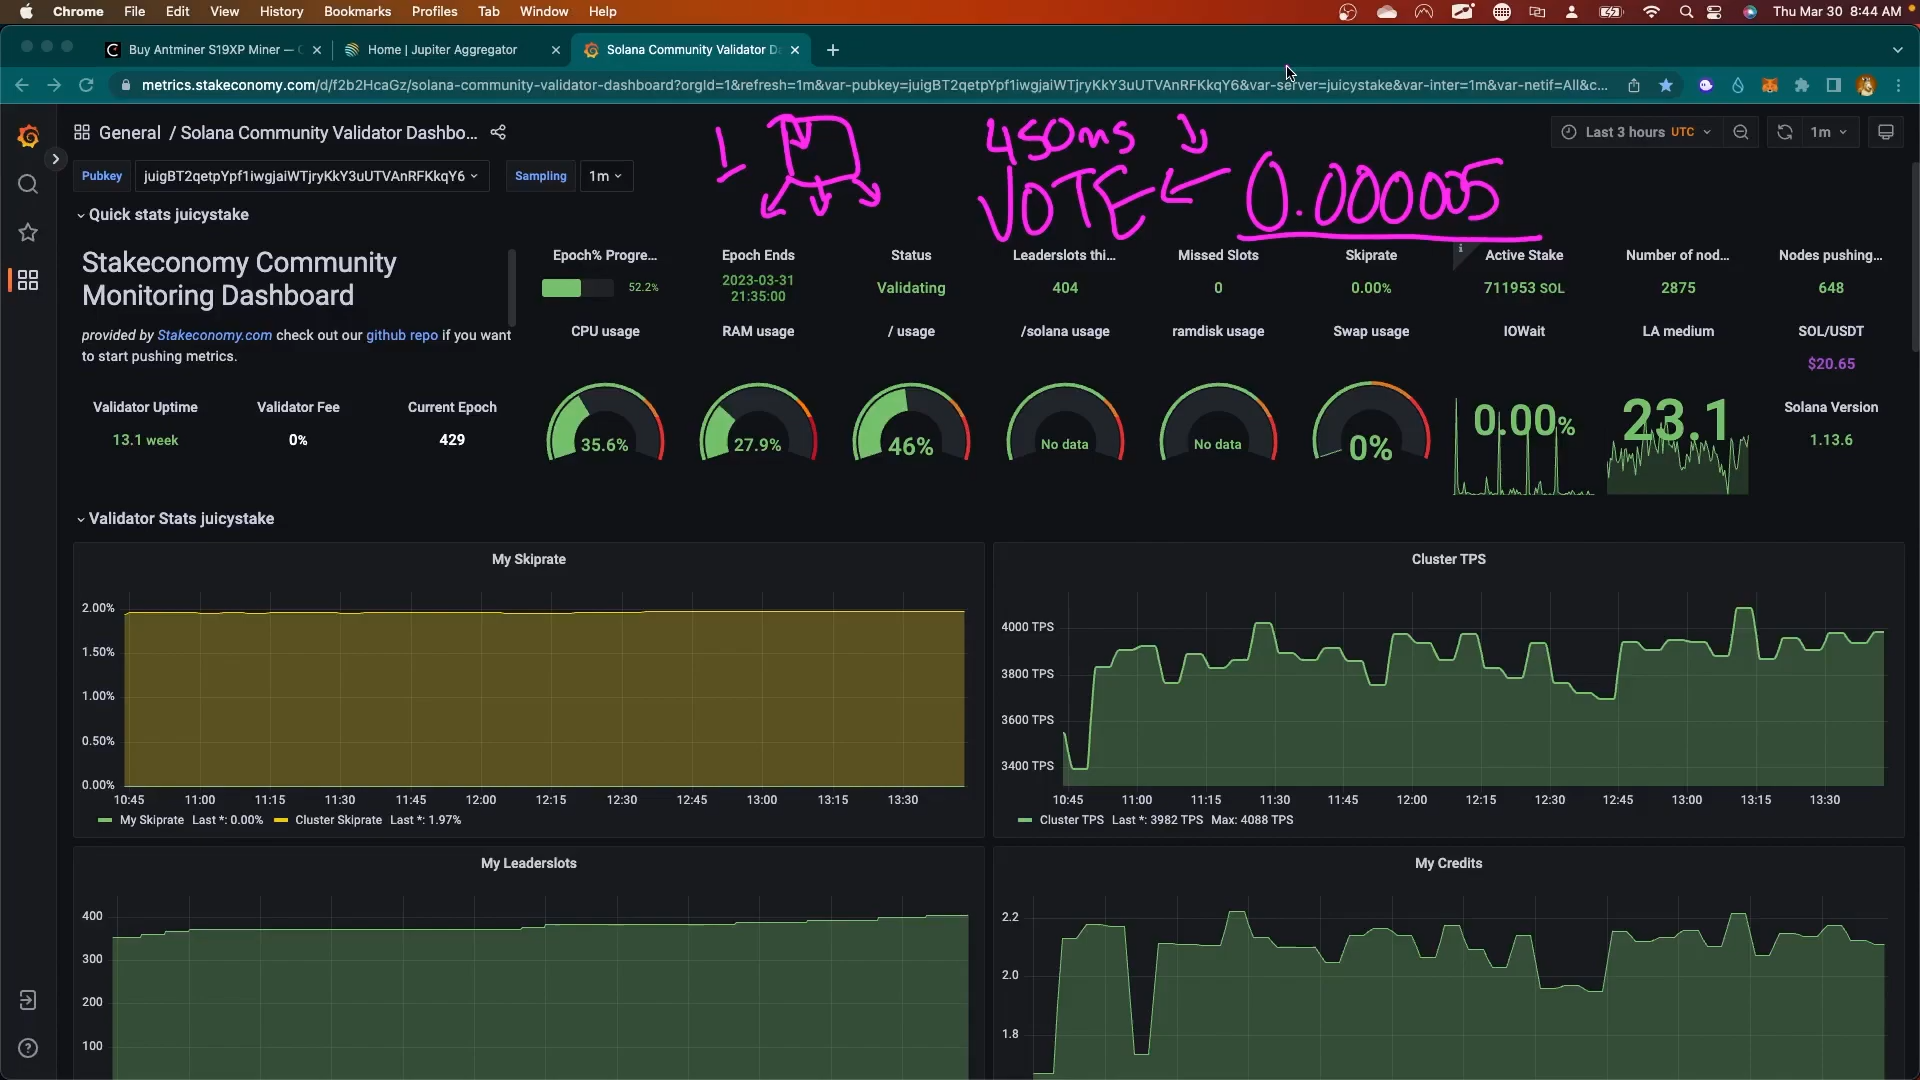 Chrome File Edit View History Bookmarks Profiles Tab Window Help Thu Mar 30 8:44 AM
Buy Antminer S19XP Miner — C Home | Jupiter Aggregator Solana Community Validator Da
metrics.stakeconomy.com/d/f2b2HcaGz/solana-community-validator-dashboard?orgId=1&refresh=1m&var-pubkey=juigBT2qetpYpf1iwgjaiWTjryKkY3uUTVAnRFKkqY6&var-server=juicystake&var-inter=1m&var-netif=All&c...
General / Solana Community Validator Dashbo... Last 3 hours UTC 1m
1 450ms
VOTE 0.000005
Pubkey juigBT2qetpYpf1iwgjaiWTjryKkY3uUTVAnRFKkqY6 Sampling 1m
Quick stats juicystake
Stakeconomy Community
Monitoring Dashboard
provided by Stakeconomy.com check out our github repo if you want
to start pushing metrics.
Validator Uptime Validator Fee Current Epoch
13.1 week 0% 429
Epoch% Progre... Epoch Ends Status Leaderslots thi... Missed Slots Skiprate Active Stake Number of nod... Nodes pushing...
52.2% 2023-03-31
21:35:00 Validating 404 0 0.00% 711953 SOL 2875 648
CPU usage RAM usage / usage /solana usage ramdisk usage Swap usage IOWait LA medium SOL/USDT
$20.65
35.6% 27.9% 46% No data No data 0% 0.00% 23.1
Solana Version
1.13.6
Validator Stats juicystake
My Skiprate
2.00%
1.50%
1.00%
0.50%
0.00%
10:45 11:00 11:15 11:30 11:45 12:00 12:15 12:30 12:45 13:00 13:15 13:30
My Skiprate Last *: 0.00% Cluster Skiprate Last *: 1.97%
Cluster TPS
4000 TPS
3800 TPS
3600 TPS
3400 TPS
10:45 11:00 11:15 11:30 11:45 12:00 12:15 12:30 12:45 13:00 13:15 13:30
Cluster TPS Last *: 3982 TPS Max: 4088 TPS
My Leaderslots
400
300
200
100
My Credits
2.2
2.0
1.8